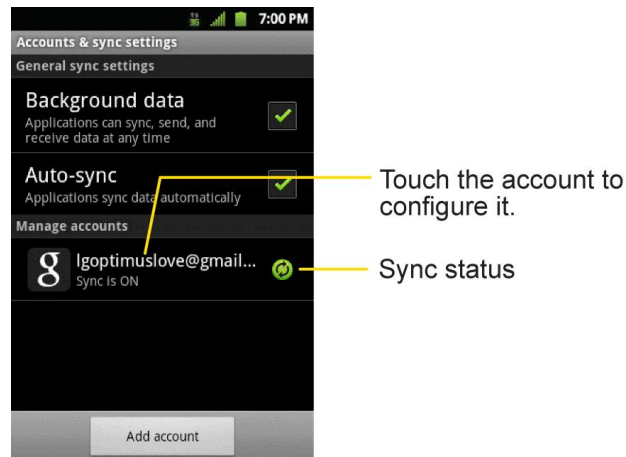 3G 7:00 PM
Accounts & sync settings
General sync settings
Background data
Applications can sync, send, and
receive data at any time
Auto-sync
Applications sync data automatically
Manage accounts
g
lgoptimuslove@gmail...
Sync is ON
Add account
Touch the account to
configure it.
Sync status